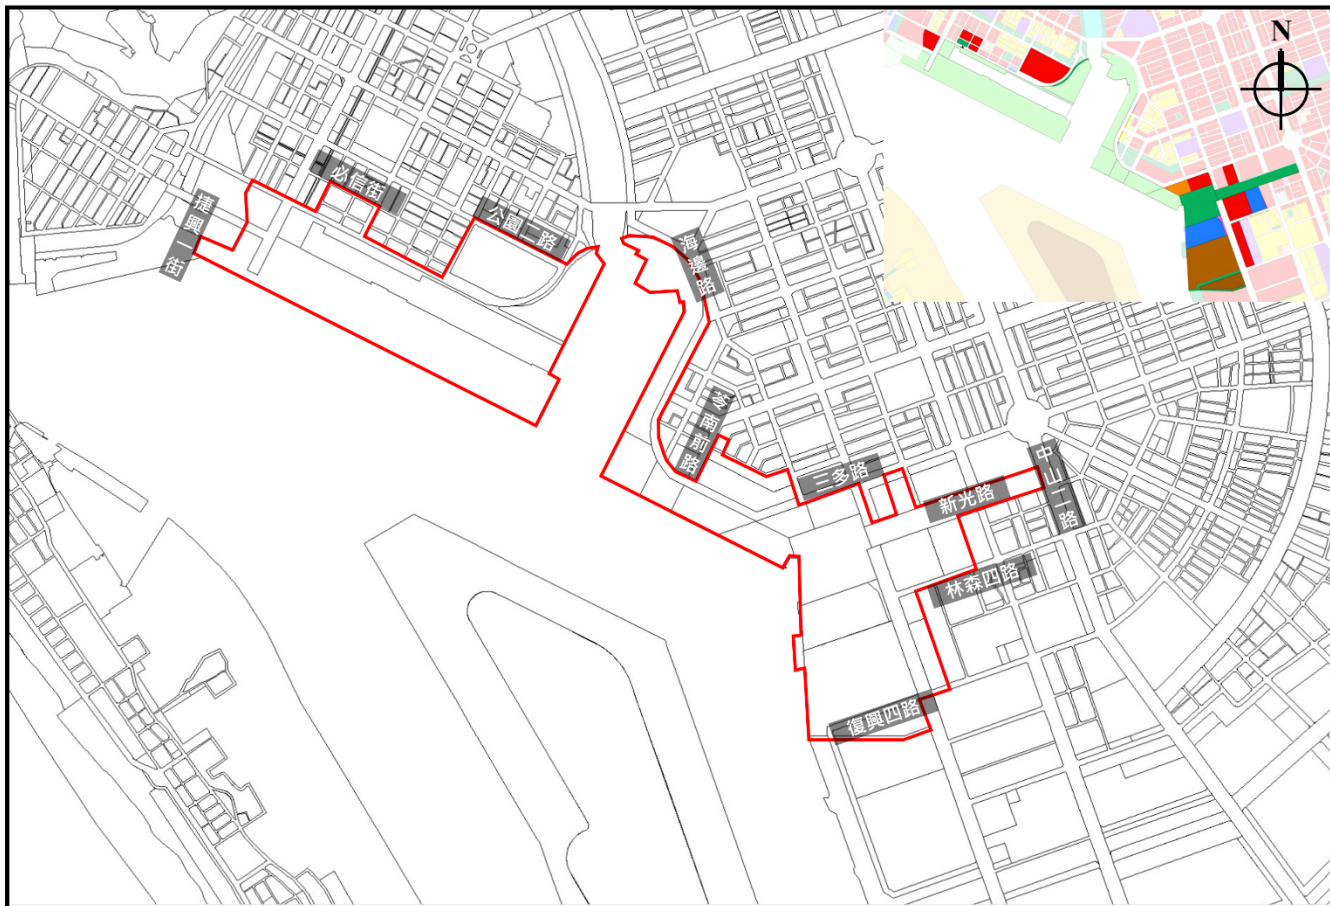 N
必信街
捷興一街
公園二路
海邊路
苓南前路
三多路
中山二路
新光路
林森四路
復興四路